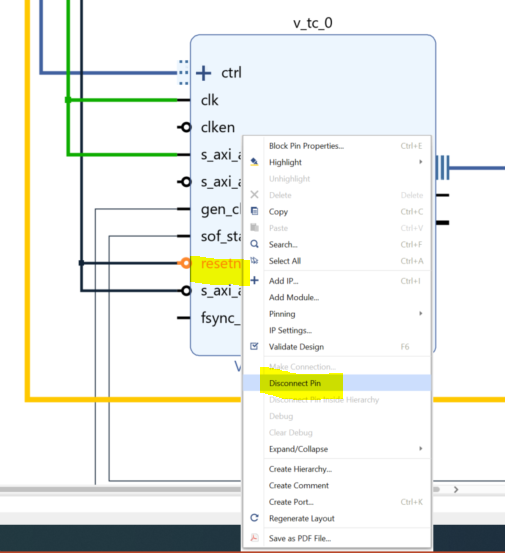 v_tc_0
ctrl
clk
clken
s_axi_a
s_axi_a
gen_cl
sof_sta
resetn
s_axi_a
fsync_
V
Block Pin Properties... Ctrl+E
Highlight
Unhighlight
Delete Delete
Copy Ctrl+C
Paste Ctrl+V
Search... Ctrl+F
Select All Ctrl+A
Add IP... Ctrl+I
Add Module...
Pinning
IP Settings...
Validate Design F6
Make Connection...
Disconnect Pin
Disconnect Pin Inside Hierarchy
Debug
Clear Debug
Expand/Collapse
Create Hierarchy...
Create Comment
Create Port... Ctrl+K
Regenerate Layout
Save as PDF File...